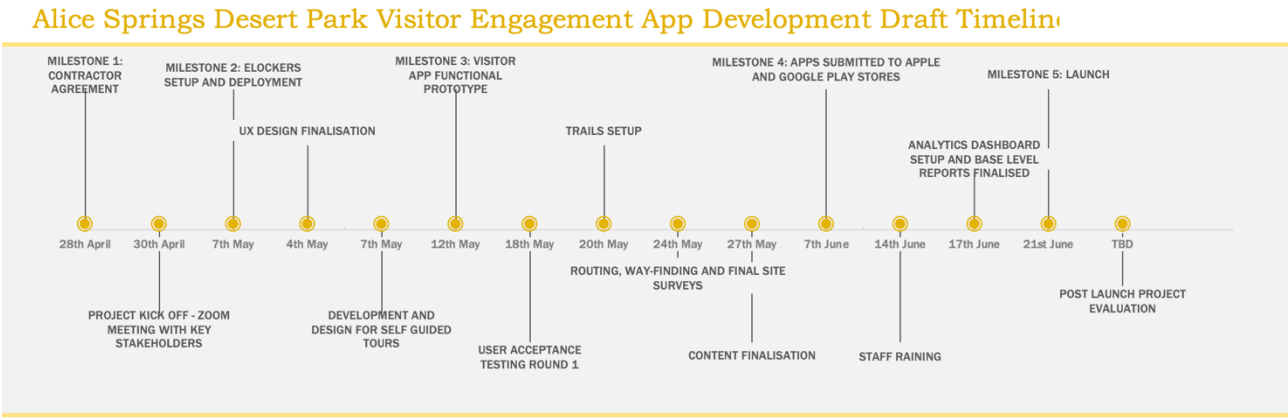 Alice Springs Desert Park Visitor Engagement App Development Draft Timeline
MILESTONE 1:
CONTRACTOR
AGREEMENT
MILESTONE 2: ELOCKERS
SETUP AND DEPLOYMENT
MILESTONE 3: VISITOR
APP FUNCTIONAL
PROTOTYPE
MILESTONE 4: APPS SUBMITTED TO APPLE
AND GOOGLE PLAY STORES
MILESTONE 5: LAUNCH
UX DESIGN FINALISATION
TRAILS SETUP
ANALYTICS DASHBOARD
SETUP AND BASE LEVEL
REPORTS FINALISED
28th April
30th April
7th May
4th May
7th May
12th May
18th May
20th May
24th May
27th May
7th June
14th June
17th June
21st June
TBD
ROUTING, WAY-FINDING AND FINAL SITE
SURVEYS
POST LAUNCH PROJECT
EVALUATION
PROJECT KICK OFF - ZOOM
MEETING WITH KEY
STAKEHOLDERS
DEVELOPMENT AND
DESIGN FOR SELF GUIDED
TOURS
USER ACCEPTANCE
TESTING ROUND 1
CONTENT FINALISATION
STAFF RAINING